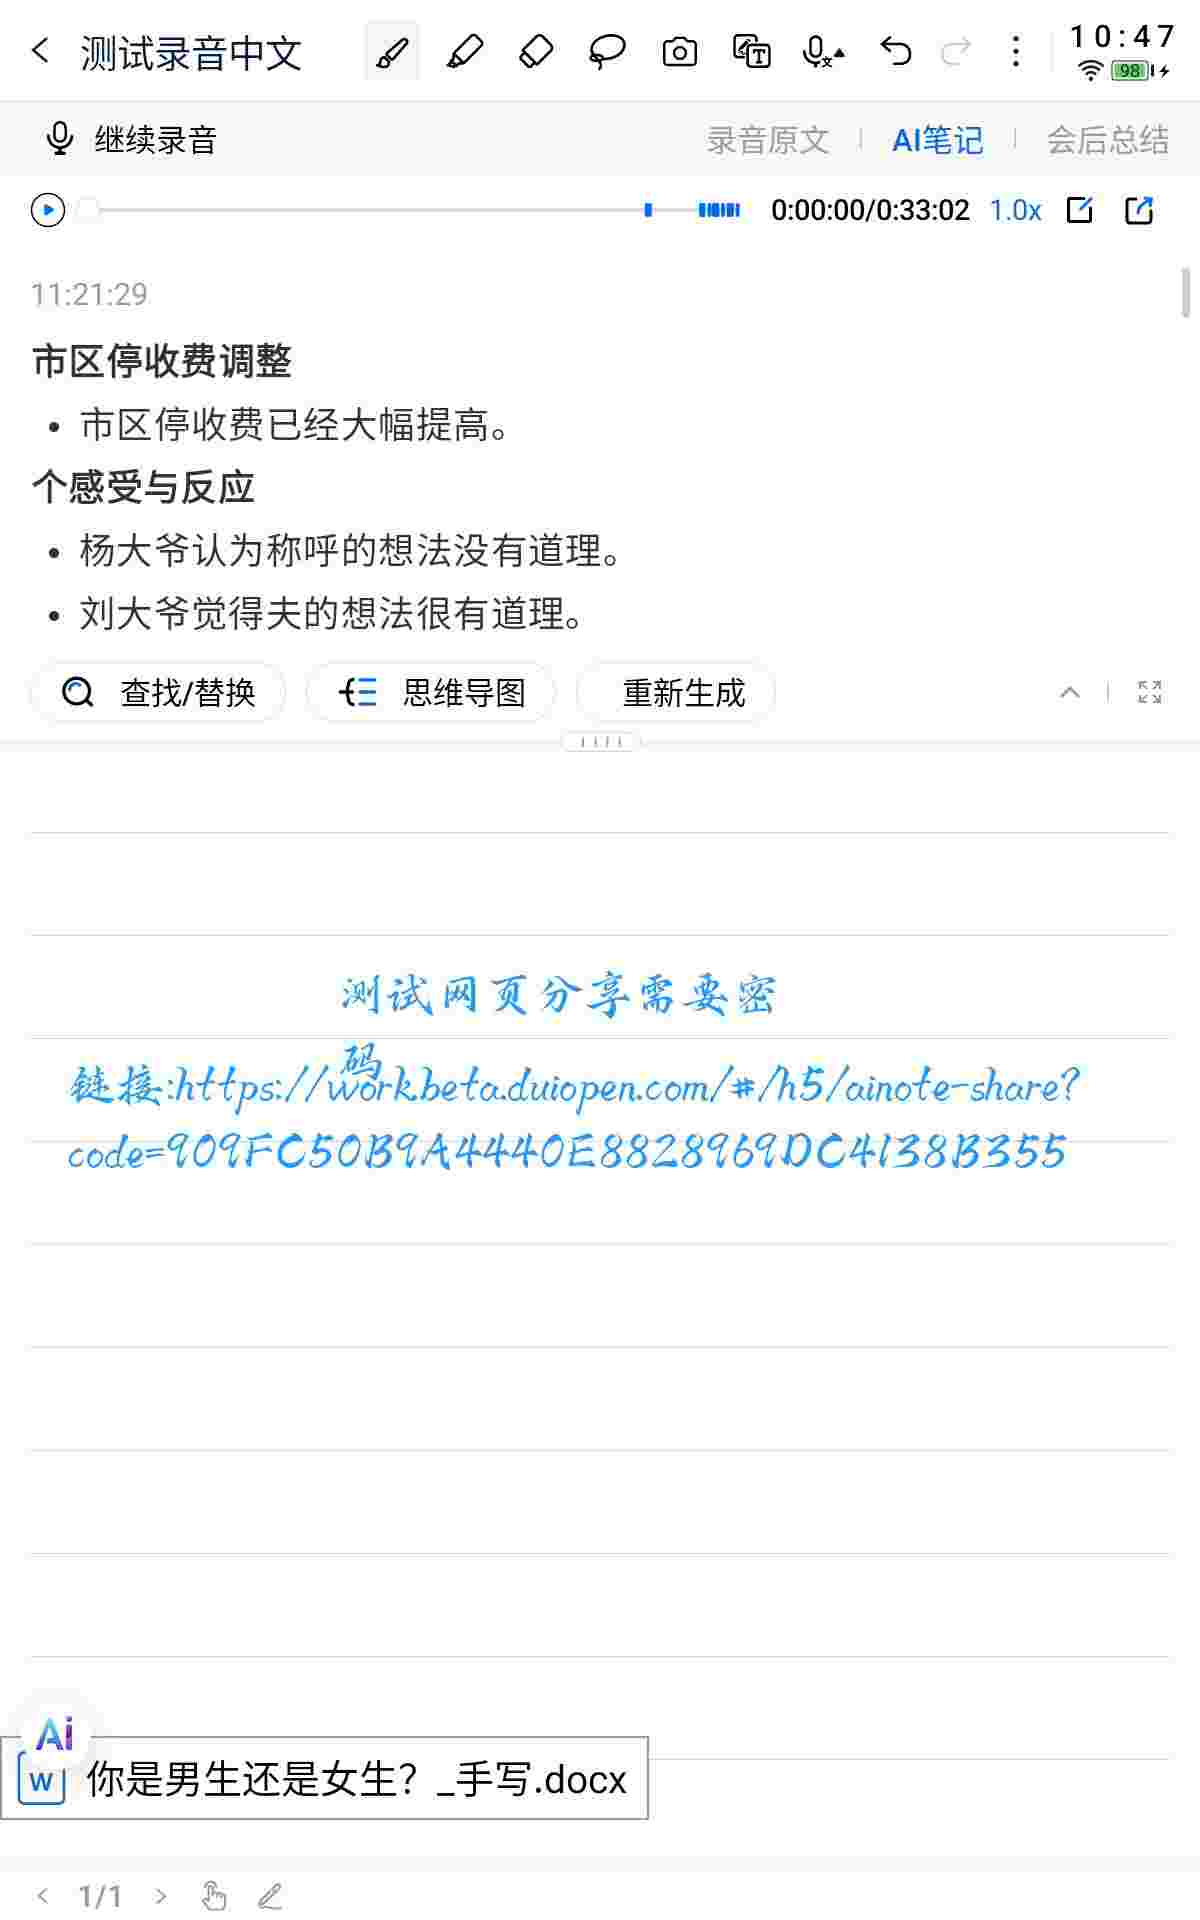 测试录音中文
10:47
98
继续录音
录音原文
AI笔记
会后总结
0:00:00/0:33:02
1.0x
11:21:29
市区停收费调整
• 市区停收费已经大幅提高。
个感受与反应
• 杨大爷认为称呼的想法没有道理。
• 刘大爷觉得夫的想法很有道理。
查找/替换
思维导图
重新生成
测试网页分享需要密
码
链接:https://work.beta.duiopen.com/#/h5/ainote-share?
code=909FC50B9A4440E8828969DC4138B355
Ai
W
你是男生还是女生？_手写.docx
1/1